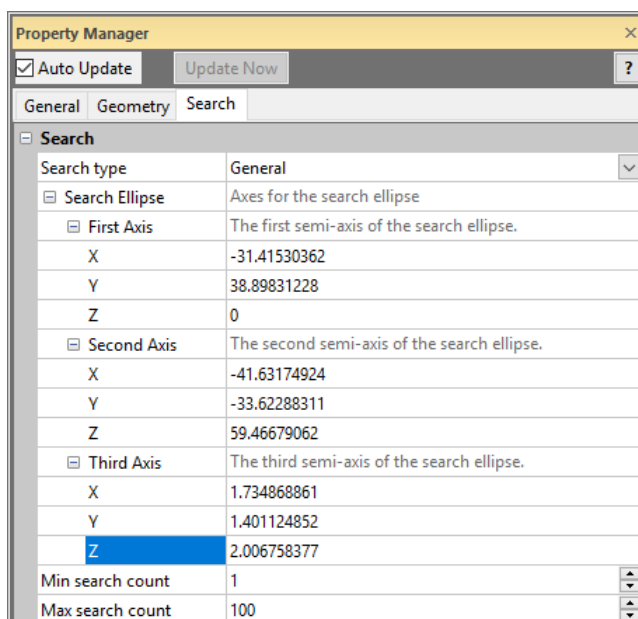 Property Manager
Auto Update Update Now ?
General Geometry Search
Search
Search type General
Search Ellipse Axes for the search ellipse
First Axis The first semi-axis of the search ellipse.
X -31.41530362
Y 38.89831228
Z 0
Second Axis The second semi-axis of the search ellipse.
X -41.63174924
Y -33.62288311
Z 59.46679062
Third Axis The third semi-axis of the search ellipse.
X 1.734868861
Y 1.401124852
Z 2.006758377
Min search count 1
Max search count 100